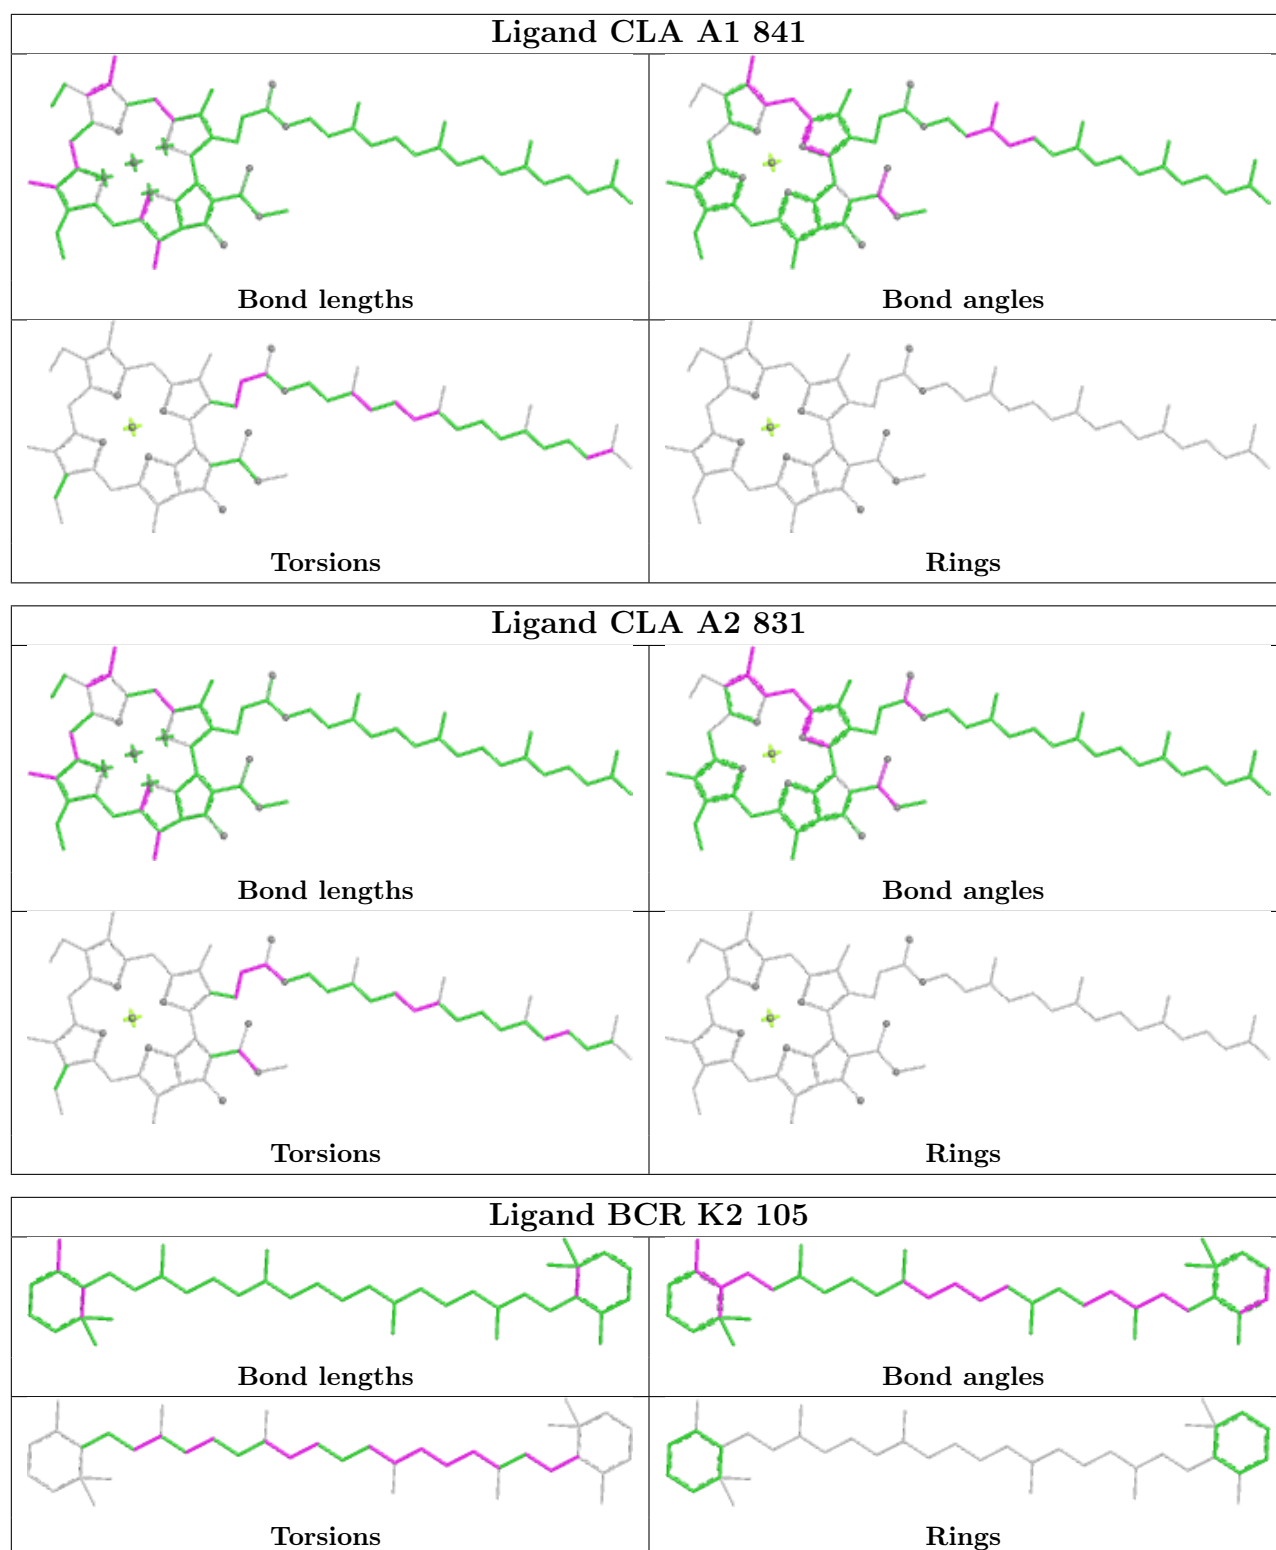 Ligand CLA A1 841
Bond lengths
Bond angles
Torsions
Rings
Ligand CLA A2 831
Bond lengths
Bond angles
Torsions
Rings
Ligand BCR K2 105
Bond lengths
Bond angles
Torsions
Rings